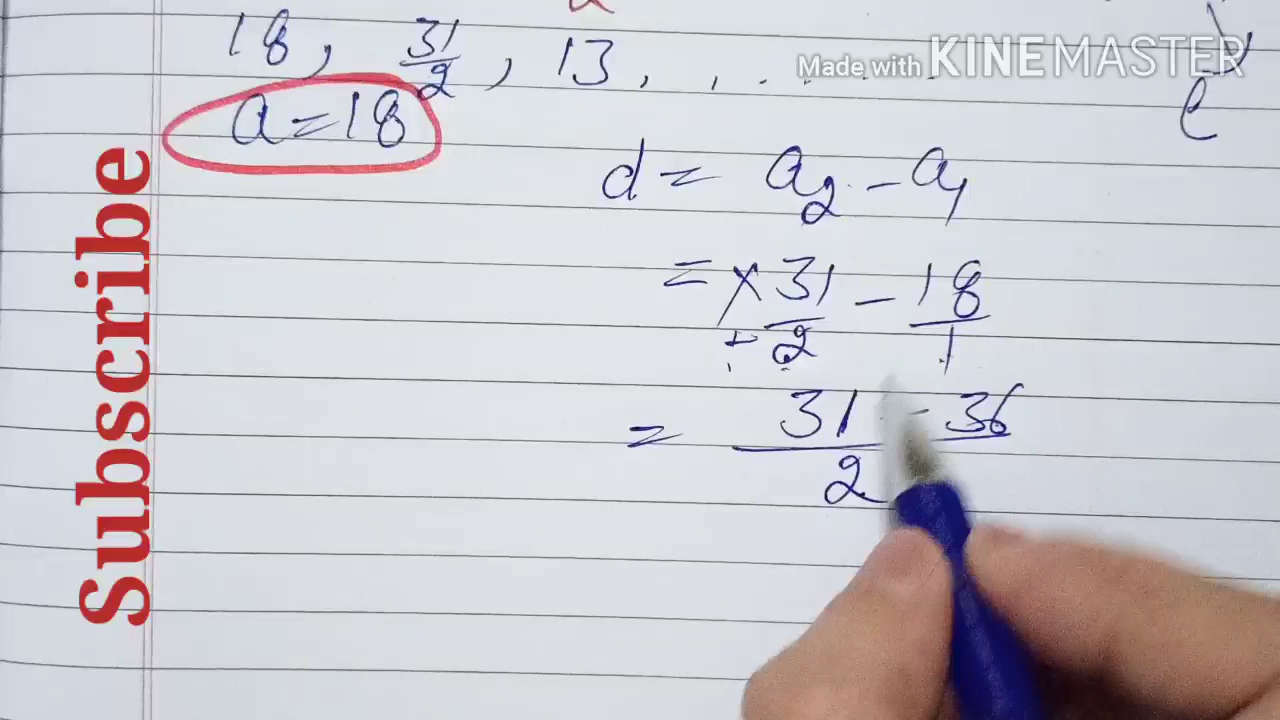 18, 31/2, 13, . . . .
Made with KINEMASTER
a = 18
d = a₂ - a₁
= 31/2 - 18/1
= 31 - 36 / 2
Subscribe